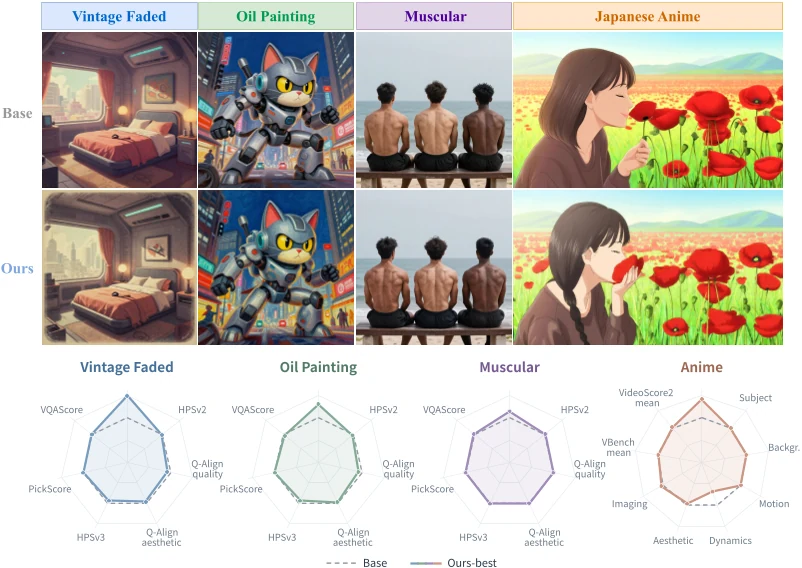 Vintage Faded
Oil Painting
Muscular
Japanese Anime
Base
Ours
Vintage Faded
Oil Painting
Muscular
Anime
VQAScore
HPSv2
Q-Align
quality
Q-Align
aesthetic
HPSv3
PickScore
VQAScore
HPSv2
Q-Align
quality
Q-Align
aesthetic
HPSv3
PickScore
VQAScore
HPSv2
Q-Align
quality
Q-Align
aesthetic
HPSv3
PickScore
VideoScore2
mean
Subject
Backgr.
Motion
Dynamics
Aesthetic
Imaging
VBench
mean
Base
Ours-best